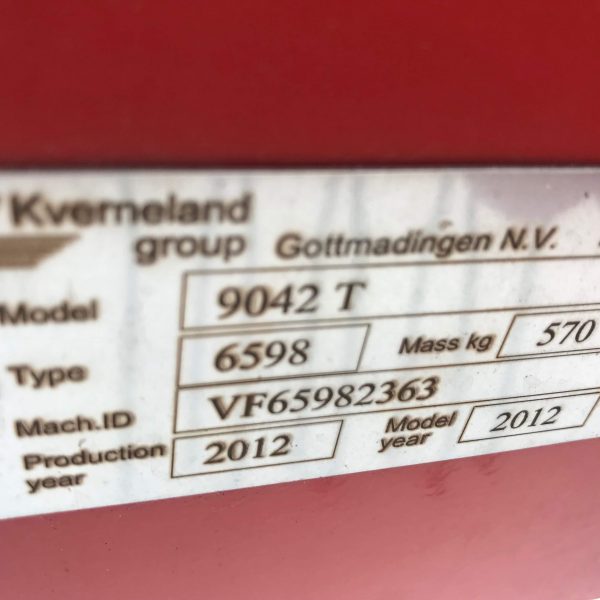 Kverneland
group Gottmadingen N.V.
Model 9042 T
Type 6598 Mass kg 570
Mach.ID VF65982363
Production year 2012 Model year 2012